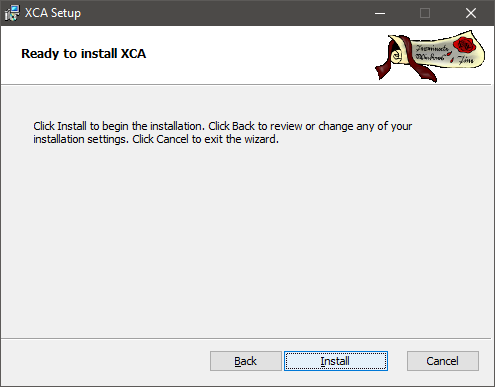 XCA Setup
Ready to install XCA
Click Install to begin the installation. Click Back to review or change any of your
installation settings. Click Cancel to exit the wizard.
Back
Install
Cancel